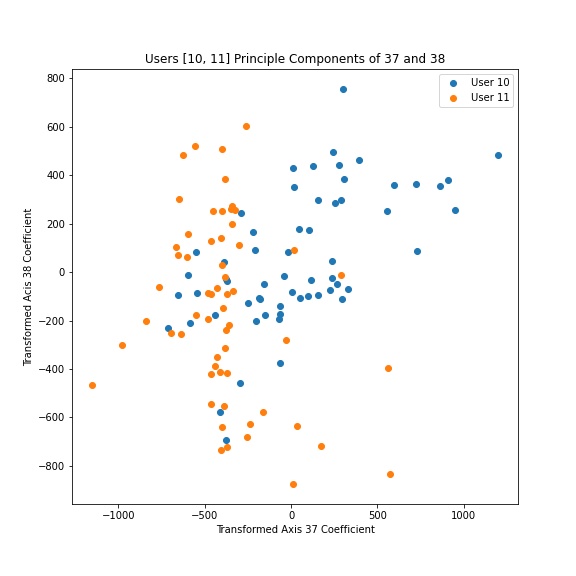 Users [10, 11] Principle Components of 37 and 38
User 10
User 11
800
600
400
200
0
−200
−400
−600
−800
Transformed Acis 38 Coefficient
−1000
−500
0
500
1000
Transformed Axis 37 Coefficient